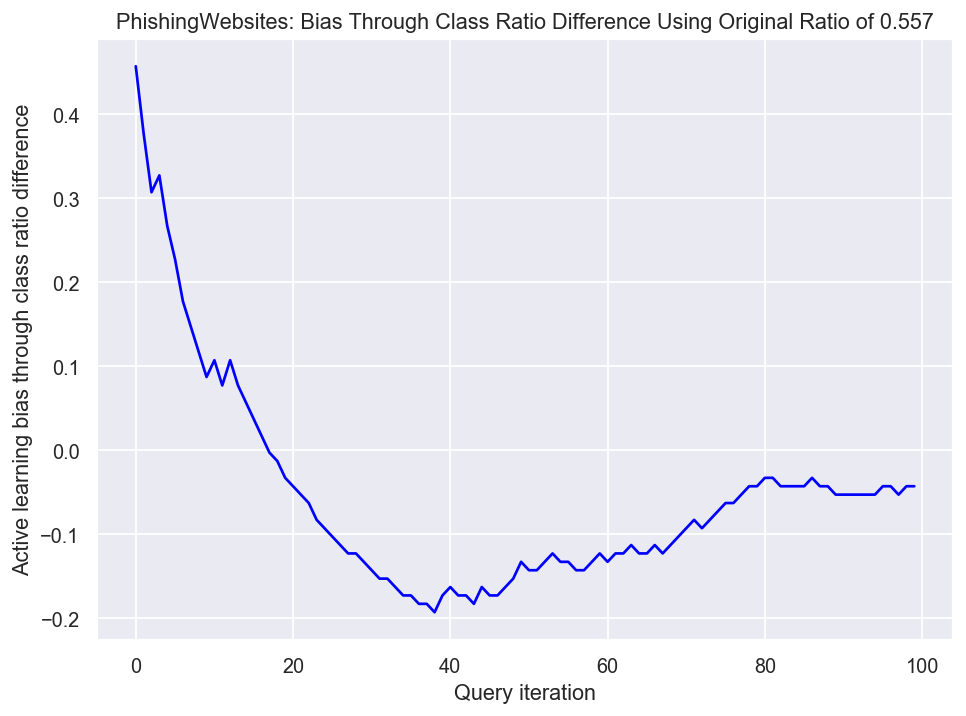 PhishingWebsites: Bias Through Class Ratio Difference Using Original Ratio of 0.557
Active learning bias through class ratio difference
0.4
0.3
0.2
0.1
0.0
−0.1
−0.2
0 20 40 60 80 100
Query iteration